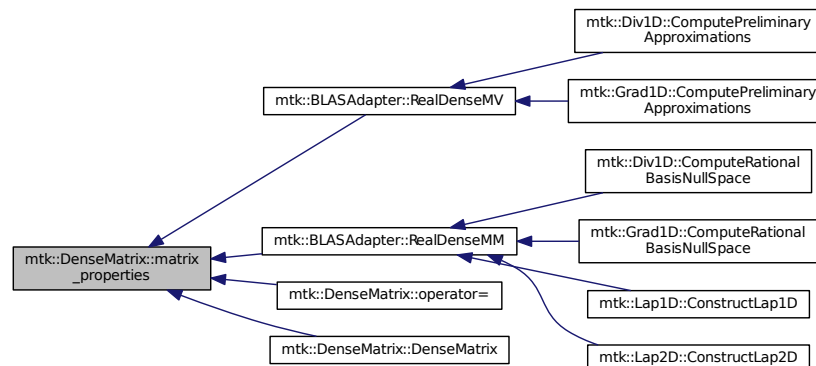 mtk::Div1D::ComputePreliminary
Approximations
mtk::BLASAdapter::RealDenseMV
mtk::Grad1D::ComputePreliminary
Approximations
mtk::Div1D::ComputeRational
BasisNullSpace
mtk::BLASAdapter::RealDenseMM
mtk::Grad1D::ComputeRational
BasisNullSpace
mtk::DenseMatrix::matrix
_properties
mtk::DenseMatrix::operator=
mtk::Lap1D::ConstructLap1D
mtk::DenseMatrix::DenseMatrix
mtk::Lap2D::ConstructLap2D